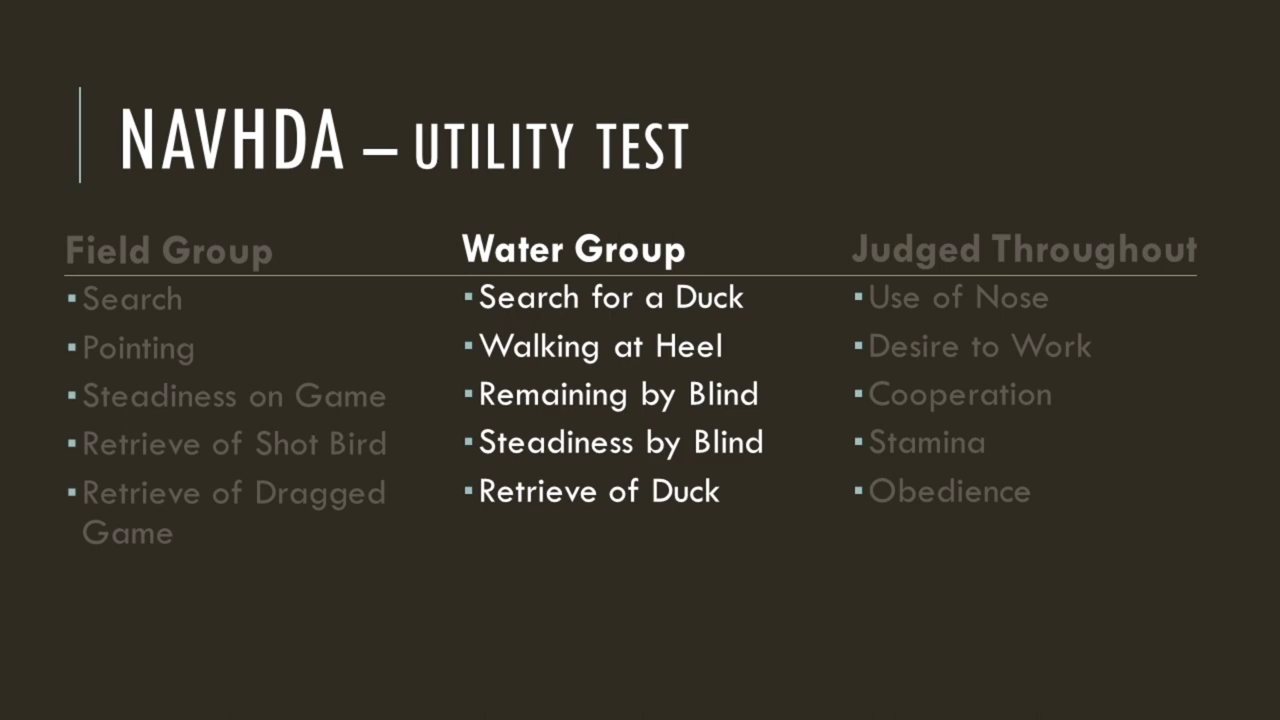 NAVHDA – UTILITY TEST
Field Group
▪ Search
▪ Pointing
▪ Steadiness on Game
▪ Retrieve of Shot Bird
▪ Retrieve of Dragged
Game
Water Group
▪ Search for a Duck
▪ Walking at Heel
▪ Remaining by Blind
▪ Steadiness by Blind
▪ Retrieve of Duck
Judged Throughout
▪ Use of Nose
▪ Desire to Work
▪ Cooperation
▪ Stamina
▪ Obedience